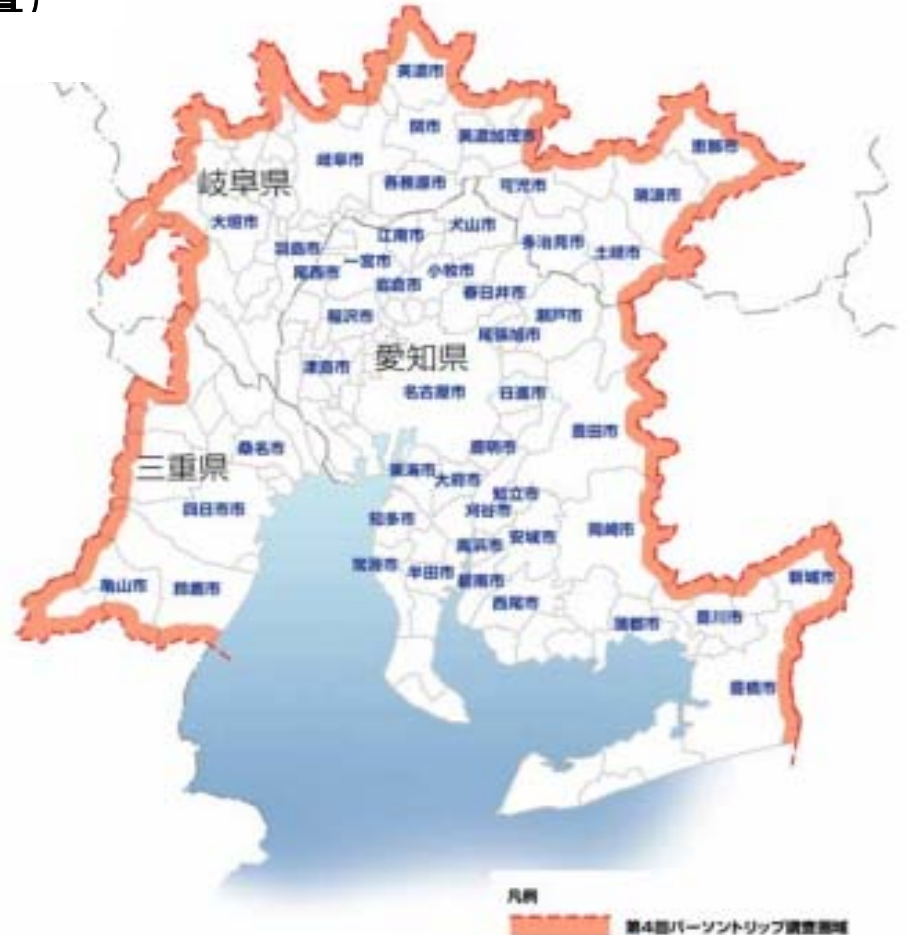 美濃市
関市
美濃加茂市
恵那市
岐阜市
岐阜県
各務原市
可児市
瑞浪市
大垣市
犬山市
江南市
多治見市
羽島市
土岐市
一宮市
尾西市
小牧市
岩倉市
春日井市
稲沢市
瀬戸市
尾張旭市
愛知県
津島市
名古屋市
日進市
豊田市
桑名市
豊明市
三重県
東海市
大府市
知立市
四日市市
刈谷市
知多市
岡崎市
安城市
高浜市
常滑市
半田市
碧南市
新城市
亀山市
鈴鹿市
西尾市
豊川市
蒲郡市
豊橋市
凡例
第4回パーソントリップ調査圏域